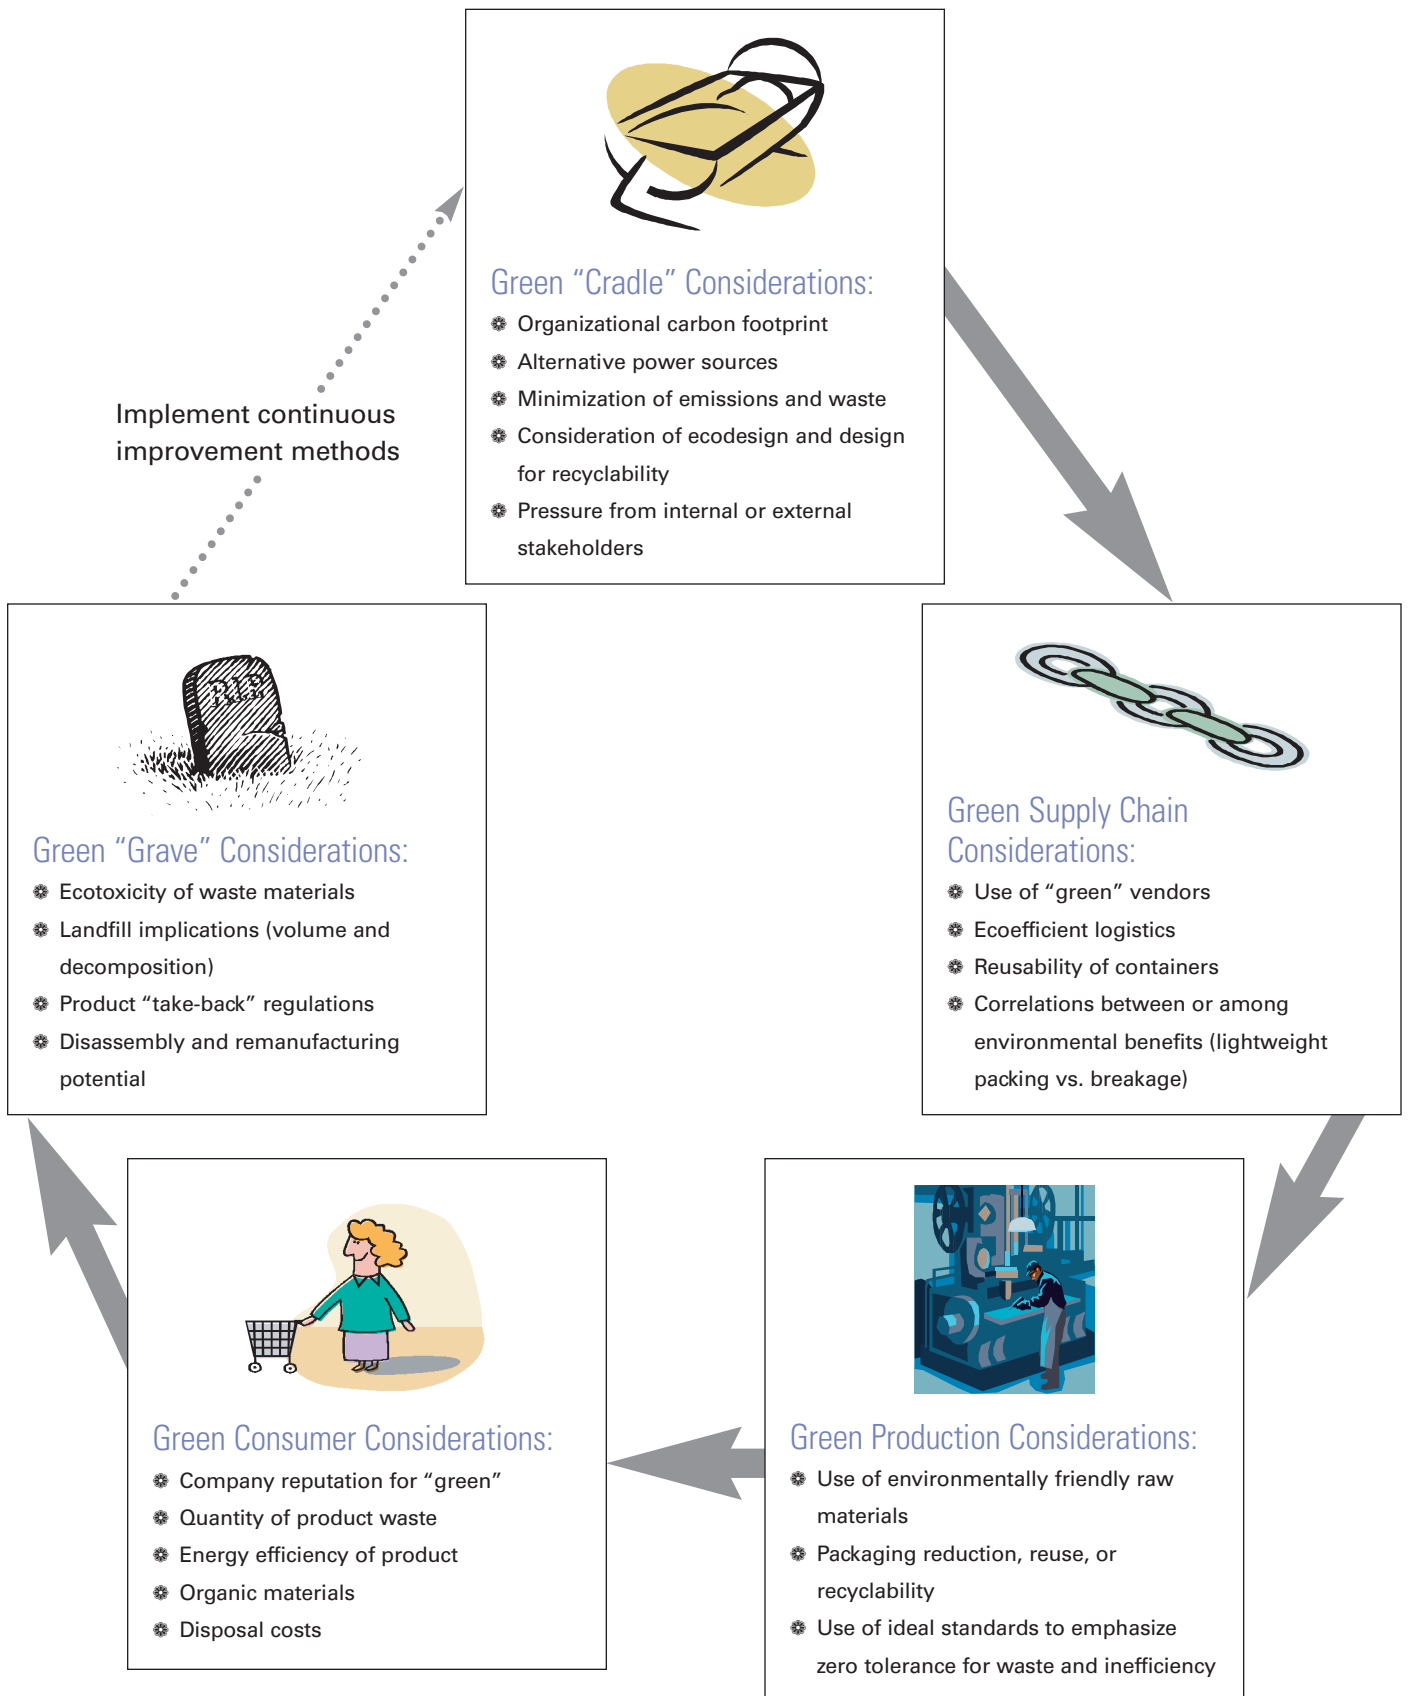 Green “Cradle” Considerations:
❁ Organizational carbon footprint
❁ Alternative power sources
❁ Minimization of emissions and waste
❁ Consideration of ecodesign and design
for recyclability
❁ Pressure from internal or external
stakeholders
Implement continuous
improvement methods
RIP
Green “Grave” Considerations:
❁ Ecotoxicity of waste materials
❁ Landfill implications (volume and
decomposition)
❁ Product “take-back” regulations
❁ Disassembly and remanufacturing
potential
Green Supply Chain
Considerations:
❁ Use of “green” vendors
❁ Ecoefficient logistics
❁ Reusability of containers
❁ Correlations between or among
environmental benefits (lightweight
packing vs. breakage)
Green Consumer Considerations:
❁ Company reputation for “green”
❁ Quantity of product waste
❁ Energy efficiency of product
❁ Organic materials
❁ Disposal costs
Green Production Considerations:
❁ Use of environmentally friendly raw
materials
❁ Packaging reduction, reuse, or
recyclability
❁ Use of ideal standards to emphasize
zero tolerance for waste and inefficiency